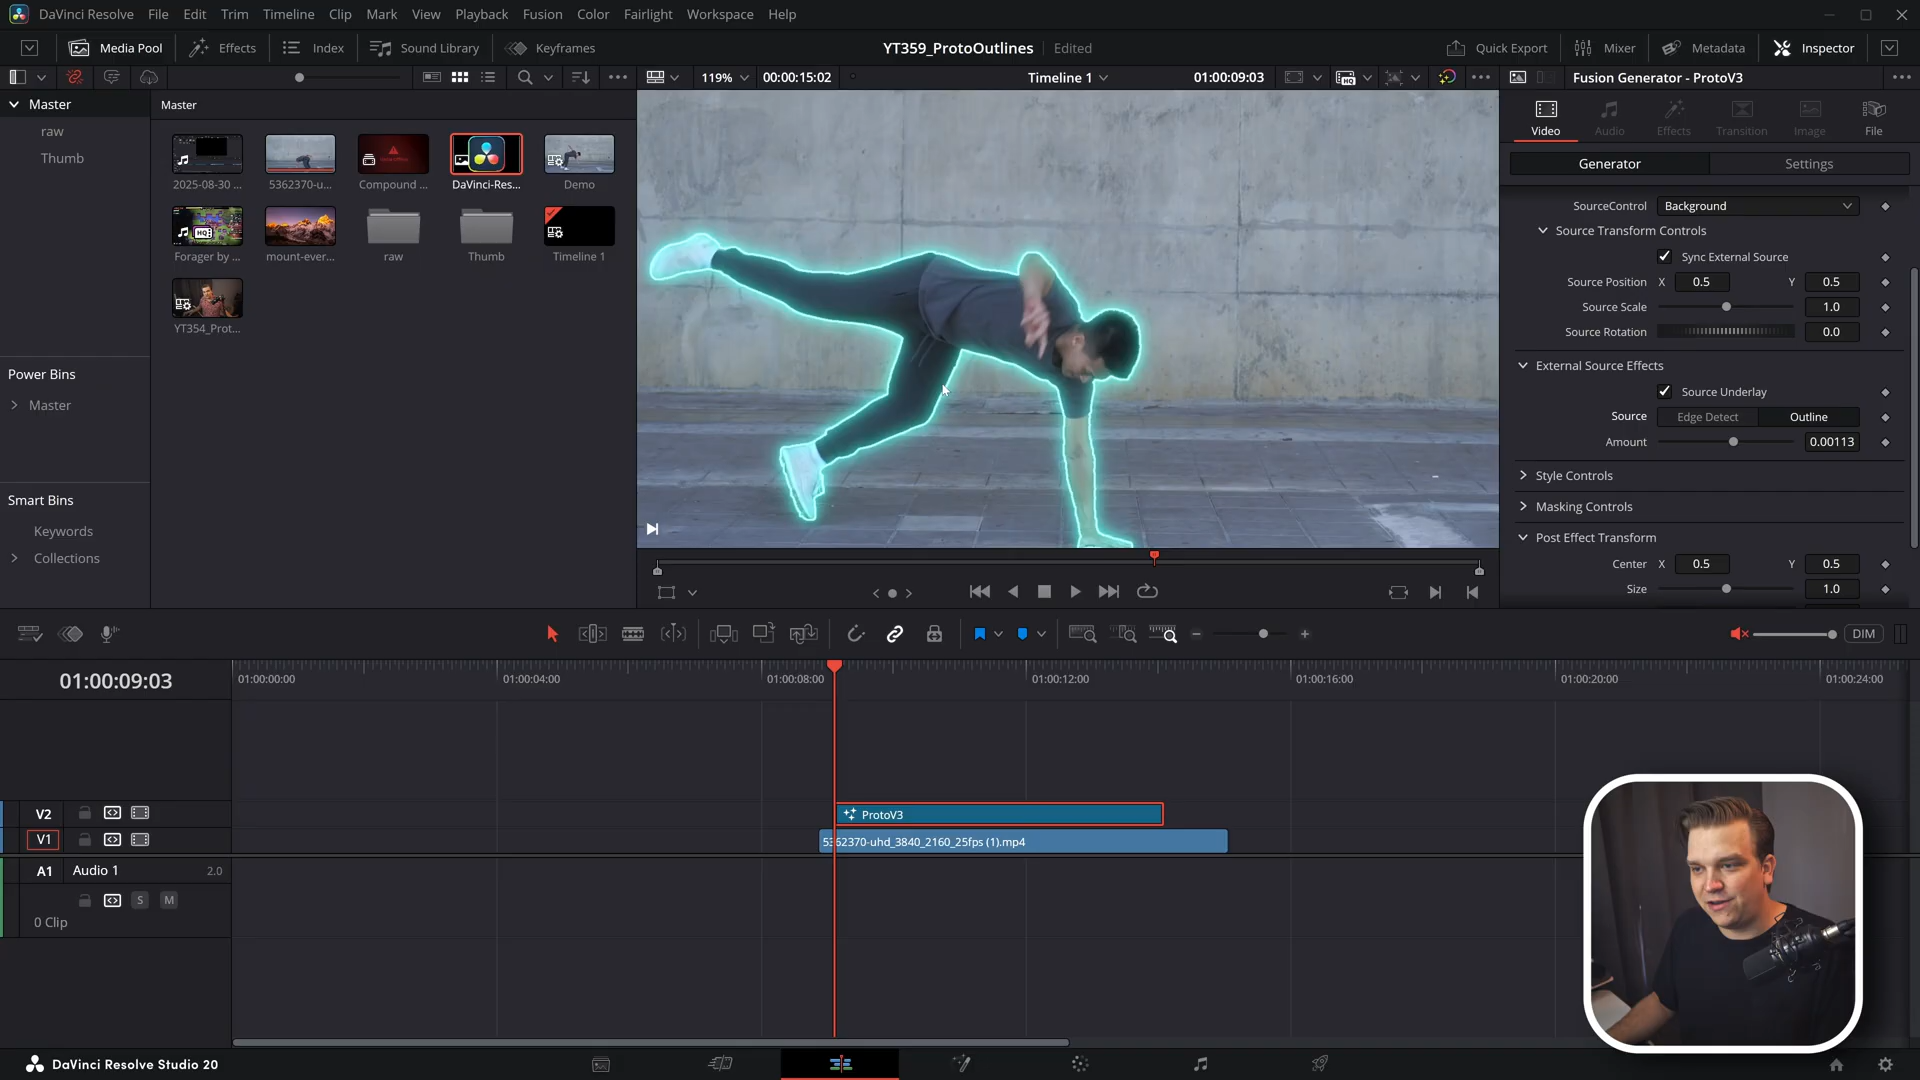 DaVinci Resolve File Edit Trim Timeline Clip Mark View Playback Fusion Color Fairlight Workspace Help
Media Pool Effects Index Sound Library Keyframes YT359_ProtoOutlines Edited Quick Export Mixer Metadata Inspector
119% 00:00:15:02 Timeline 1 01:00:09:03 Fusion Generator - ProtoV3
Master
raw
Thumb
Power Bins
Master
Smart Bins
Keywords
Collections
Master
2025-08-30 ... 5362370-u... Compound ... DaVinci-Res... Demo
Forager by ... mount-ever... raw Thumb Timeline 1
YT354_Prot...
HQ
Video Audio Effects Transition Image File
Generator Settings
SourceControl Background
Source Transform Controls
Sync External Source
Source Position X 0.5 Y 0.5
Source Scale 1.0
Source Rotation 0.0
External Source Effects
Source Underlay
Source Edge Detect Outline
Amount 0.00113
Style Controls
Masking Controls
Post Effect Transform
Center X 0.5 Y 0.5
Size 1.0
DIM
01:00:09:03
01:00:00:00 01:00:04:00 01:00:08:00 01:00:12:00 01:00:16:00 01:00:20:00 01:00:24:00
V2 ProtoV3
V1 5362370-uhd_3840_2160_25fps (1).mp4
A1 Audio 1 2.0
S M
0 Clip
DaVinci Resolve Studio 20